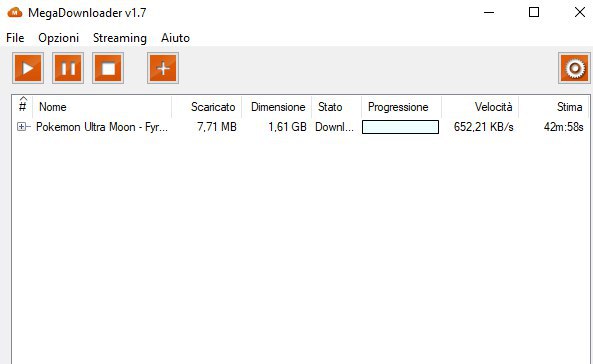 MegaDownloader v1.7
File Opzioni Streaming Aiuto
# Nome Scaricato Dimensione Stato Progressione Velocità Stima
Pokemon Ultra Moon - Fyr... 7,71 MB 1,61 GB Downl... 652,21 KB/s 42m:58s